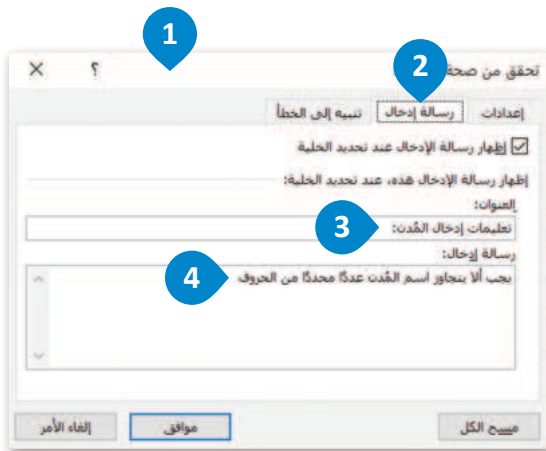 1
تحقق من صحة
2
؟
إعدادات
رسالة إدخال
تنبيه إلى الخطأ
إظهار رسالة الإدخال عند تحديد الخلية
إظهار رسالة الإدخال هذه، عند تحديد الخلية:
العنوان:
تعليمات إدخال المُدن:
3
رسالة إدخال:
يجب ألا يتجاوز اسم المُدن عددًا محددًا من الحروف
4
مسح الكل
موافق
إلغاء الأمر